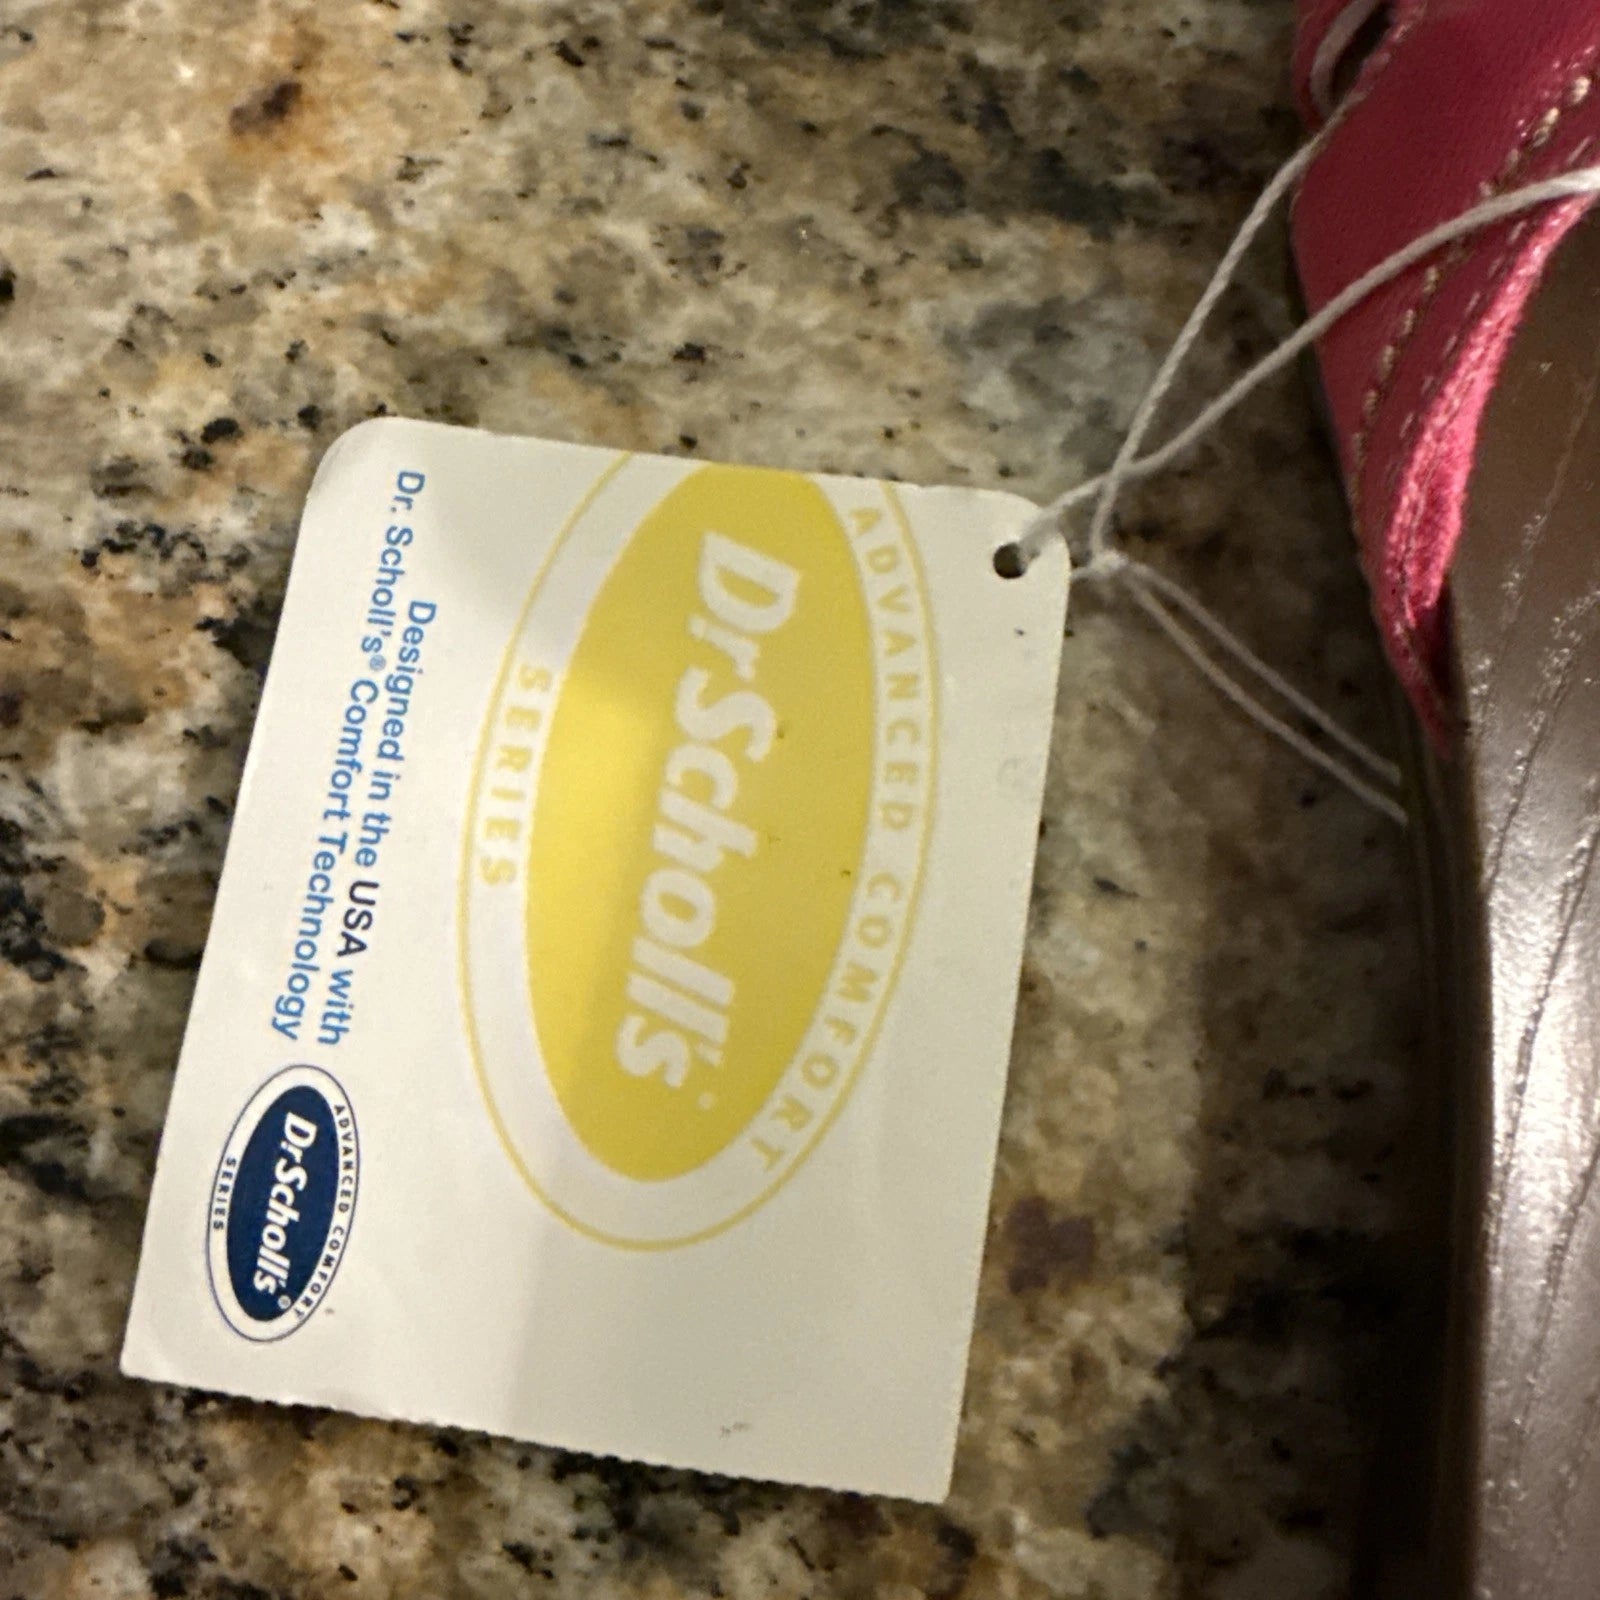 ADVANCED COMFORT
Dr.Scholl's
SERIES
Designed in the USA with
Dr. Scholl's® Comfort Technology
ADVANCED COMFORT
Dr.Scholl's®
SERIES